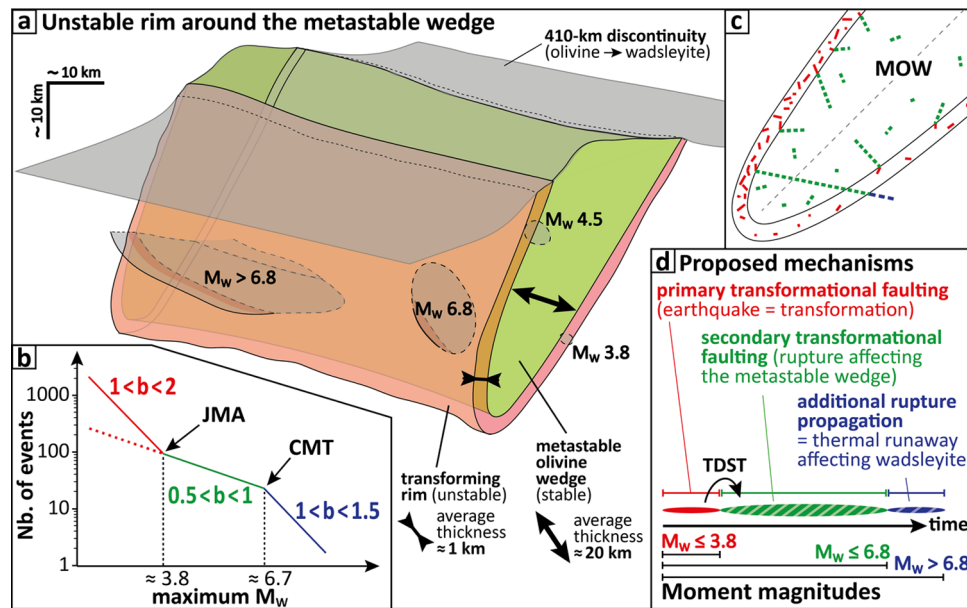 a Unstable rim around the metastable wedge
~ 10 km
~ 10 km
410-km discontinuity
(olivine → wadsleyite)
Mw 4.5
Mw > 6.8
Mw 6.8
Mw 3.8
transforming
rim (unstable)
average
thickness
≈ 1 km
metastable
olivine
wedge
(stable)
average
thickness
≈ 20 km
b
Nb. of events
1000
100
10
1
1<b<2
JMA
CMT
0.5<b<1
1<b<1.5
≈ 3.8
≈ 6.7
maximum Mw
c
MOW
d Proposed mechanisms
primary transformational faulting
(earthquake = transformation)
secondary transformational
faulting (rupture affecting
the metastable wedge)
additional rupture
propagation
= thermal runaway
affecting wadsleyite
TDST
time
Mw ≤ 3.8
Mw ≤ 6.8
Mw > 6.8
Moment magnitudes